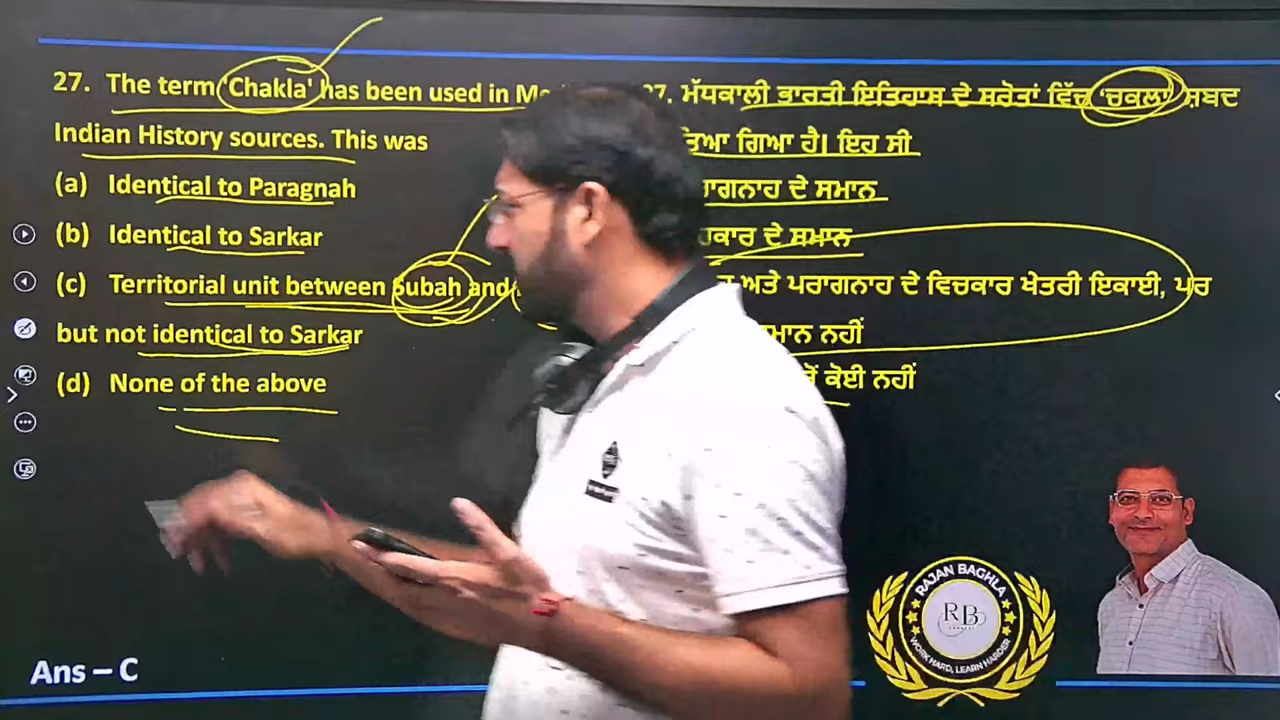 27. The term 'Chakla' has been used in
27. ਮੱਧਕਾਲੀ ਭਾਰਤੀ ਇਤਿਹਾਸ ਦੇ ਸਰੋਤਾਂ ਵਿੱਚ 'ਚਕਲਾ' ਸ਼ਬਦ
Indian History sources. This was
ਗਿਆ ਹੈ। ਇਹ ਸੀ
(a) Identical to Paragnah
ਦੇ ਸਮਾਨ
(b) Identical to Sarkar
ਦੇ ਸਮਾਨ
(c) Territorial unit between Subah and
ਅਤੇ ਪਰਾਗਨਾਹ ਦੇ ਵਿਚਕਾਰ ਖੇਤਰੀ ਇਕਾਈ, ਪਰ
but not identical to Sarkar
ਨਹੀਂ
(d) None of the above
ਕੋਈ ਨਹੀਂ
RAJAN BAGHLA
RB
WORK HARD, LEARN HARDER
Ans – C